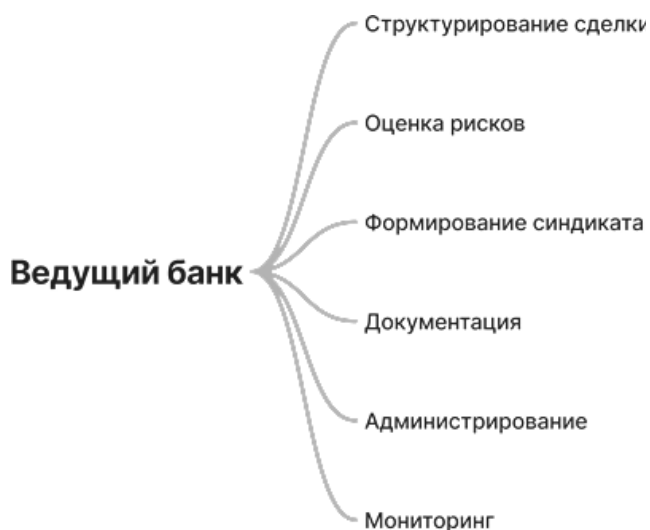 Структурирование сделки
Оценка рисков
Формирование синдиката
Ведущий банк
Документация
Администрирование
Мониторинг